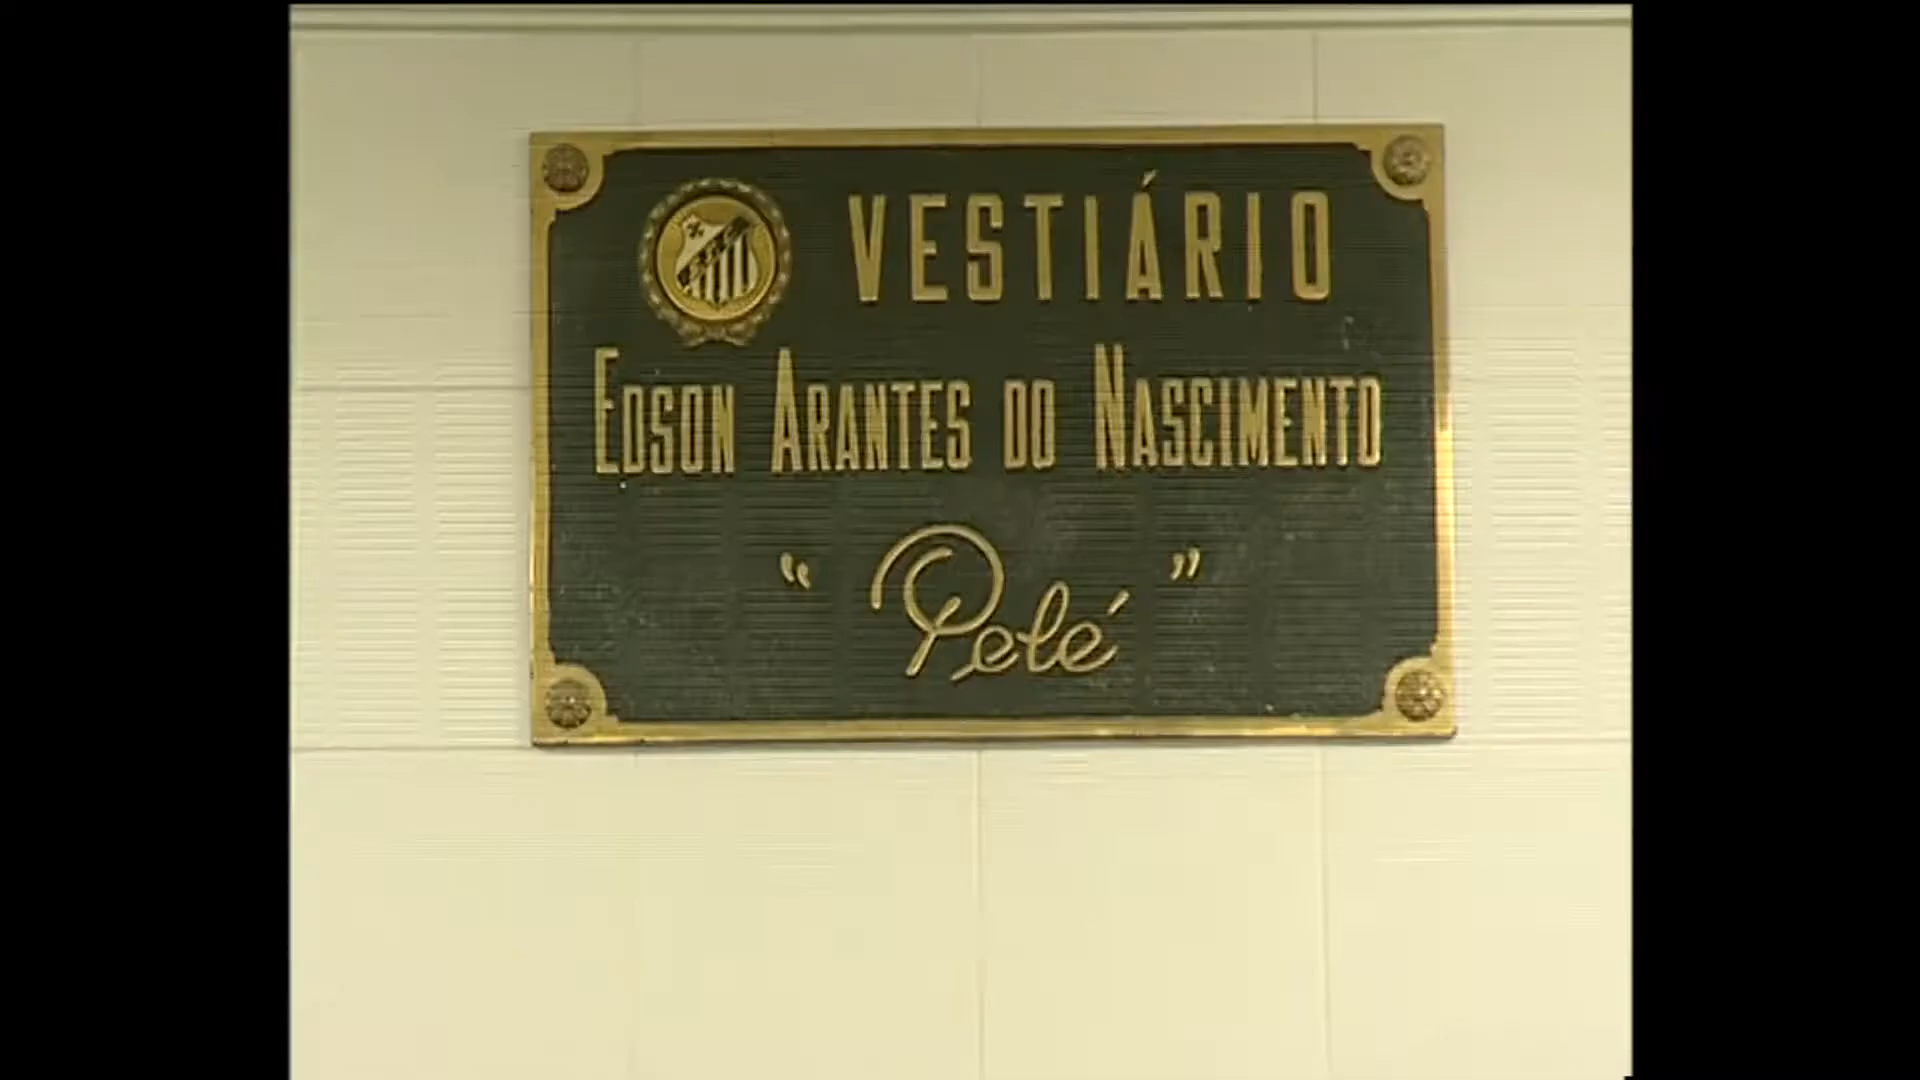 VESTIÁRIO
EDSON ARANTES DO NASCIMENTO
“Pelé”